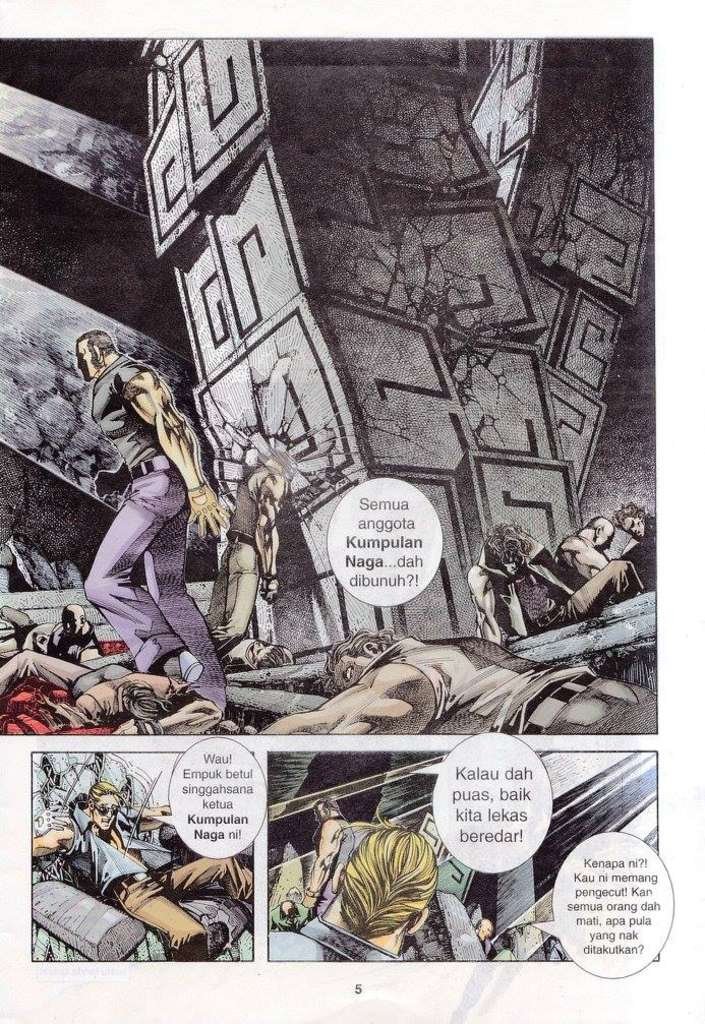 Semua
anggota
Kumpulan
Naga...dah
dibunuh?!
Wau!
Empuk betul
singgahsana
ketua
Kumpulan
Naga ni!
Kalau dah
puas, baik
kita lekas
beredar!
Kenapa ni?!
Kau ni memang
pengecut! Kan
semua orang dah
mati, apa pula
yang nak
ditakutkan?
5